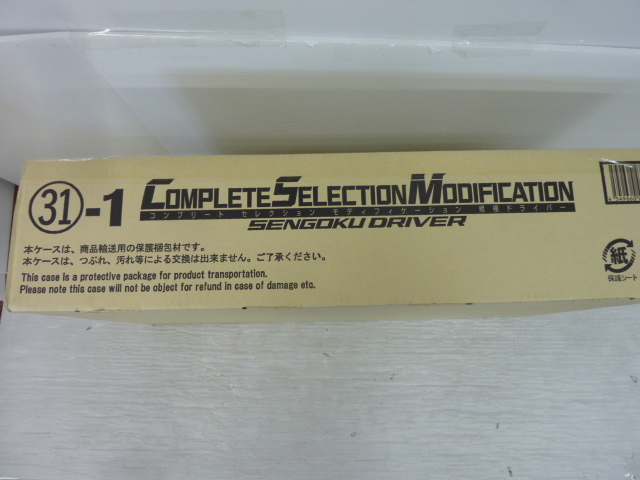 31-1
COMPLETE SELECTION MODIFICATION
コンプリート セレクション モディフィケーション 戦極ドライバー
SENGOKU DRIVER
本ケースは、商品輸送用の保護梱包材です。
本ケースは、つぶれ、汚れ等による交換は出来ません。ご了承ください。
This case is a protective package for product transportation.
Please note this case will not be object for refund in case of damage etc.
紙
保護シート